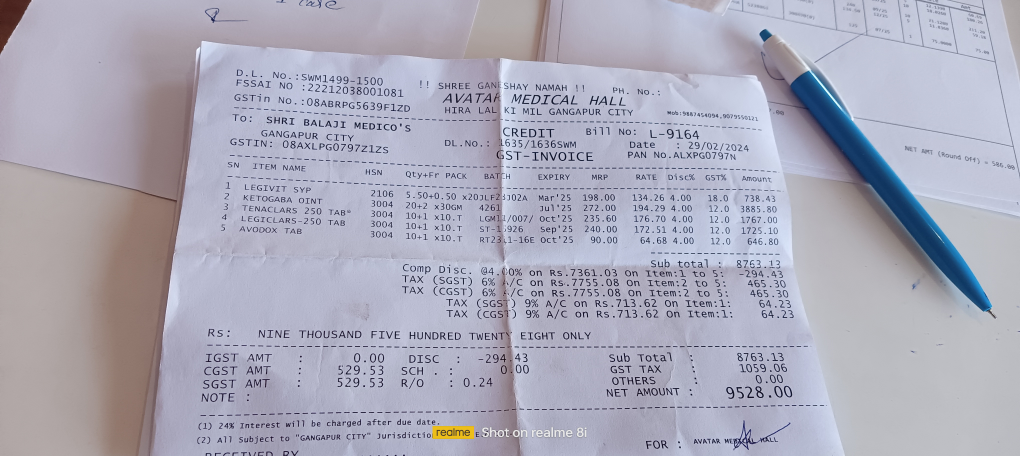 D.L. No.:SWM1499-1500
FSSAI NO :22212038001081
!! SHREE GANESHAY NAMAH !! PH. No.:
GSTin No.:08ABRPG5639F1ZD
AVATAR MEDICAL HALL
HIRA LAL KI MIL GANGAPUR CITY
Mob:9887454094,9079550121
To: SHRI BALAJI MEDICO'S
GANGAPUR CITY
GSTIN: 08AXLPG0797Z1ZS
CREDIT Bill No: L-9164
DL.NO.: 1635/1636SWM Date : 29/02/2024
GST-INVOICE PAN No.ALXPG0797N
SN ITEM NAME HSN Qty+Fr PACK BATCH EXPIRY MRP RATE Disc% GST% Amount
1 LEGIVIT SYP 2106 5.50+0.50 x20 Mar'25 198.00 134.26 4.00 18.0 738.43
2 KETOGABA OINT 3004 20+2 x30GM 4261 Jul'25 272.00 194.29 4.00 12.0 3885.80
3 TENACLARS 250 TAB* 3004 10+1 x10.T Oct'25 235.60 176.70 4.00 12.0 1767.00
4 LEGICLARS-250 TAB 3004 10+1 x10.T Sep'25 240.00 172.51 4.00 12.0 1725.10
5 AVODOX TAB 3004 10+1 x10.T Oct'25 90.00 64.68 4.00 12.0 646.80
Sub total : 8763.13
Comp Disc. @4.00% on Rs.7361.03 on Item:1 to 5: -294.43
TAX (SGST) 6% A/C on Rs.7755.08 on Item:2 to 5: 465.30
TAX (CGST) 6% A/C on Rs.7755.08 on Item:2 to 5: 465.30
TAX (SGST) 9% A/C on Rs.713.62 on Item:1: 64.23
TAX (CGST) 9% A/C on Rs.713.62 on Item:1: 64.23
Rs: NINE THOUSAND FIVE HUNDRED TWENTY EIGHT ONLY
IGST AMT : 0.00 DISC : -294.43 Sub Total : 8763.13
CGST AMT : 529.53 SCH . : 0.00 GST TAX : 1059.06
SGST AMT : 529.53 R/O : 0.24 OTHERS : 0.00
NOTE : NET AMOUNT : 9528.00
(1) 24% Interest will be charged after due date.
(2) All Subject to "GANGAPUR CITY" Jurisdiction
FOR : AVATAR MEDICAL HALL
RECEIVED BY
NET AMT (Round Off) = 586.00
realme Shot on realme 8i